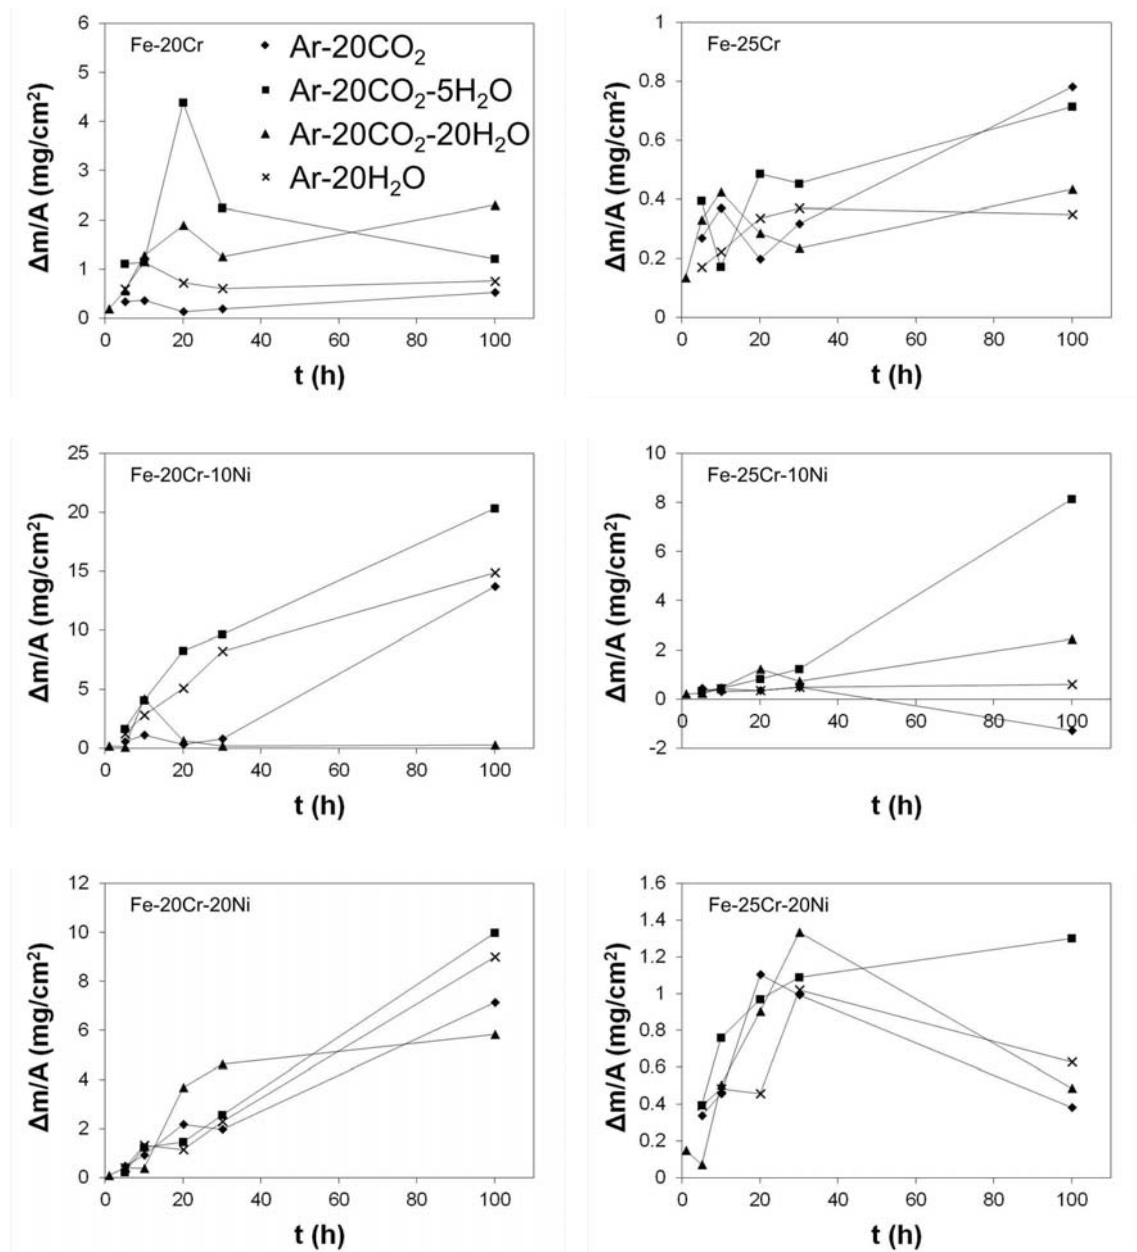 Fe-20Cr
Ar-20CO₂
Ar-20CO₂-5H₂O
Ar-20CO₂-20H₂O
Ar-20H₂O
Δm/A (mg/cm²)
6
5
4
3
2
1
0
0 20 40 60 80 100
t (h)
Fe-25Cr
Δm/A (mg/cm²)
1
0.8
0.6
0.4
0.2
0
0 20 40 60 80 100
t (h)
Fe-20Cr-10Ni
Δm/A (mg/cm²)
25
20
15
10
5
0
0 20 40 60 80 100
t (h)
Fe-25Cr-10Ni
Δm/A (mg/cm²)
10
8
6
4
2
0
-2
0 20 40 60 80 100
t (h)
Fe-20Cr-20Ni
Δm/A (mg/cm²)
12
10
8
6
4
2
0
0 20 40 60 80 100
t (h)
Fe-25Cr-20Ni
Δm/A (mg/cm²)
1.6
1.4
1.2
1
0.8
0.6
0.4
0.2
0
0 20 40 60 80 100
t (h)